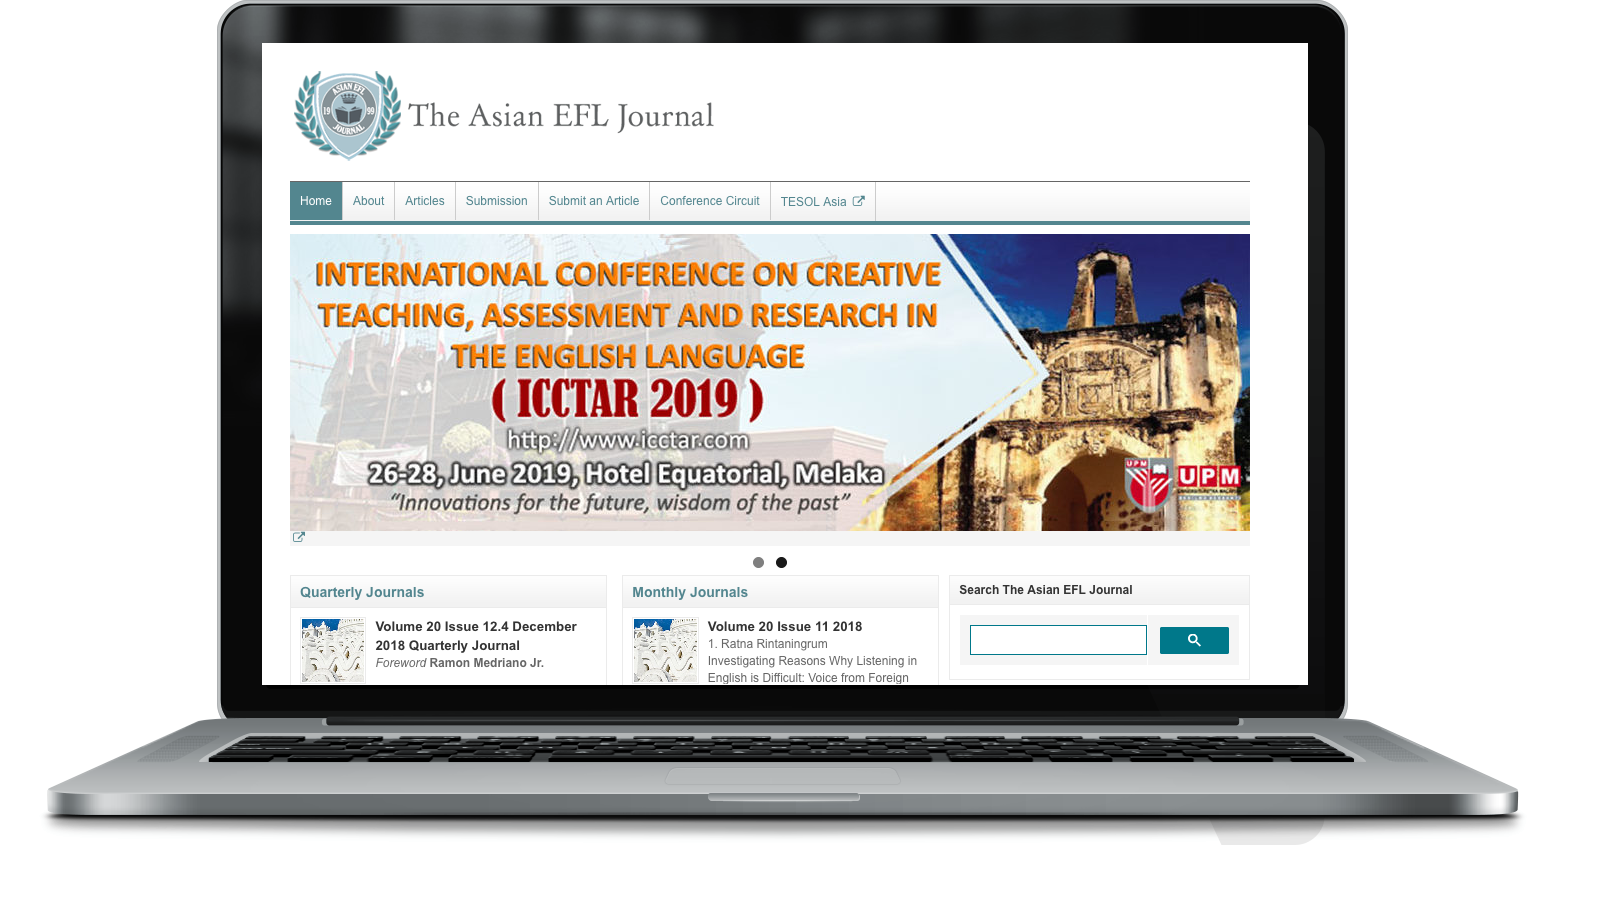 ASIAN EFL
19 99
JOURNAL
The Asian EFL Journal
Home About Articles Submission Submit an Article Conference Circuit TESOL Asia
INTERNATIONAL CONFERENCE ON CREATIVE
TEACHING, ASSESSMENT AND RESEARCH IN
THE ENGLISH LANGUAGE
( ICCTAR 2019 )
http://www.icctar.com
26-28, June 2019, Hotel Equatorial, Melaka
“Innovations for the future, wisdom of the past”
UPM
UPM
Quarterly Journals
Volume 20 Issue 12.4 December
2018 Quarterly Journal
Foreword Ramon Medriano Jr.
Monthly Journals
Volume 20 Issue 11 2018
1. Ratna Rintaningrum
Investigating Reasons Why Listening in
English is Difficult: Voice from Foreign
Search The Asian EFL Journal